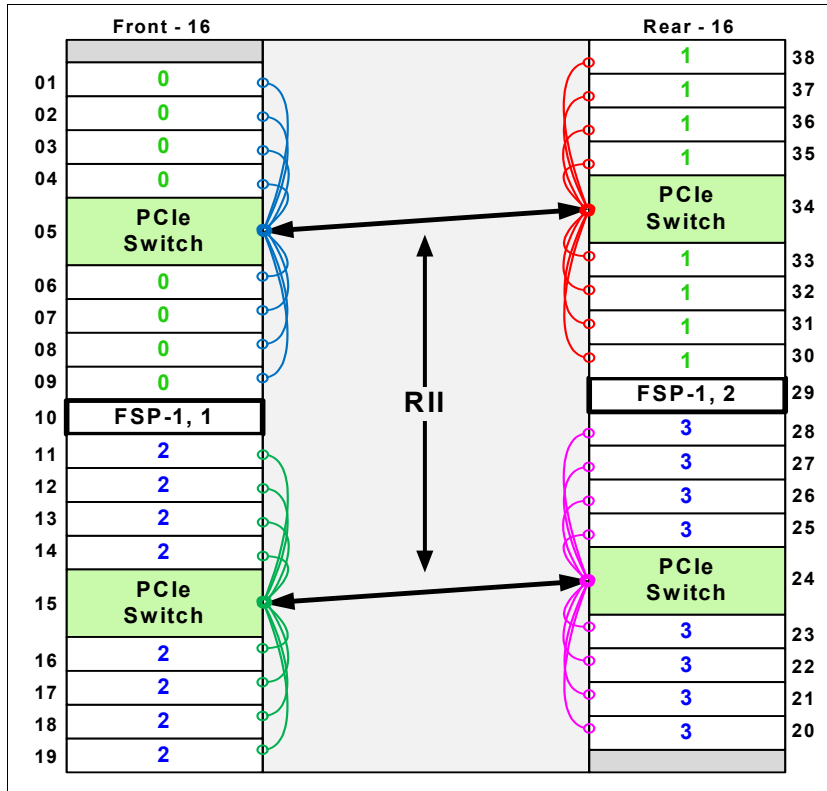 Front - 16
Rear - 16
01 0
02 0
03 0
04 0
05 PCIe
Switch
06 0
07 0
08 0
09 0
10 FSP-1, 1
11 2
12 2
13 2
14 2
15 PCIe
Switch
16 2
17 2
18 2
19 2
RII
1 38
1 37
1 36
1 35
PCIe
Switch 34
1 33
1 32
1 31
1 30
FSP-1, 2 29
3 28
3 27
3 26
3 25
PCIe
Switch 24
3 23
3 22
3 21
3 20